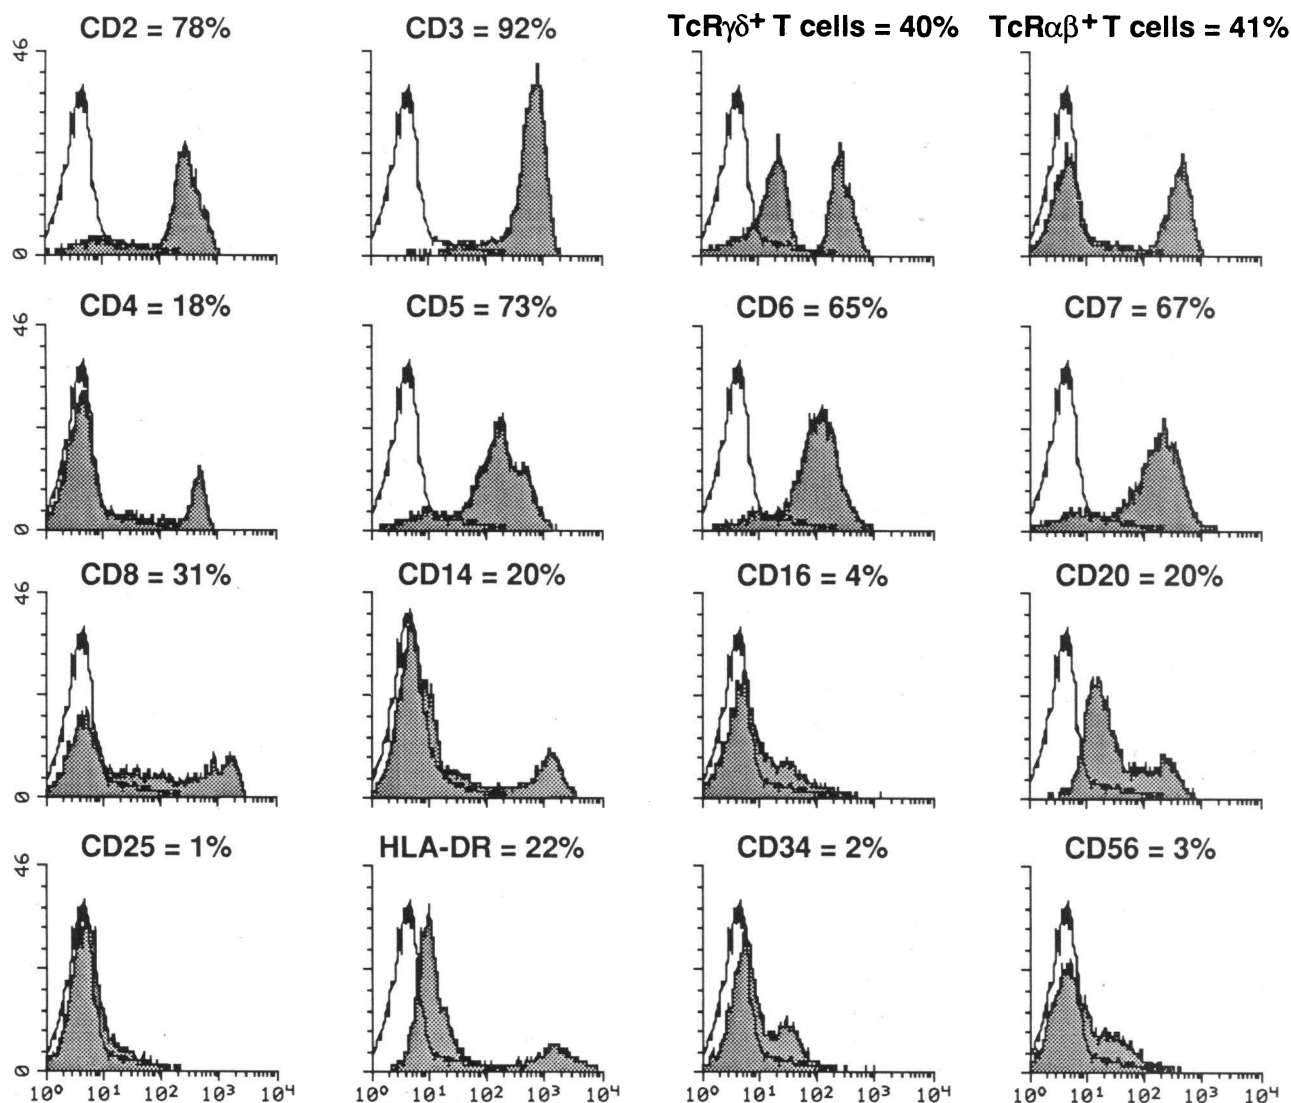 CD2 = 78% CD3 = 92% TcRγδ+ T cells = 40% TcRαβ+ T cells = 41%
46
0
CD4 = 18% CD5 = 73% CD6 = 65% CD7 = 67%
46
0
CD8 = 31% CD14 = 20% CD16 = 4% CD20 = 20%
46
0
CD25 = 1% HLA-DR = 22% CD34 = 2% CD56 = 3%
46
0
10⁰ 10¹ 10² 10³ 10⁴ 10⁰ 10¹ 10² 10³ 10⁴ 10⁰ 10¹ 10² 10³ 10⁴ 10⁰ 10¹ 10² 10³ 10⁴